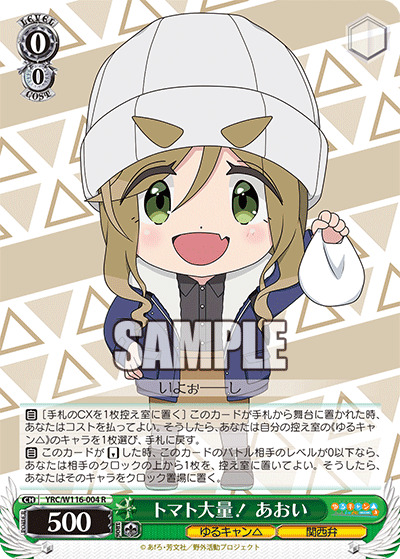 LEVEL
0
0
COST
SAMPLE
いよぉ――し
自［手札のCXを1枚控え室に置く］このカードが手札から舞台に置かれた時、
あなたはコストを払ってよい。そうしたら、あなたは自分の控え室の《ゆるキャ
ン△》のキャラを1枚選び、手札に戻す。
自 このカードが した時、このカードのバトル相手のレベルが0以下なら、
あなたは相手のクロックの上から1枚を、控え室に置いてよい。そうしたら、
あなたはそのキャラをクロック置場に置く。
CH YRC/W116-004 R
500
トマト大量！ あおい
ゆるキャン△
ゆるキャン△
関西弁
©あfろ・芳文社／野外活動プロジェクト